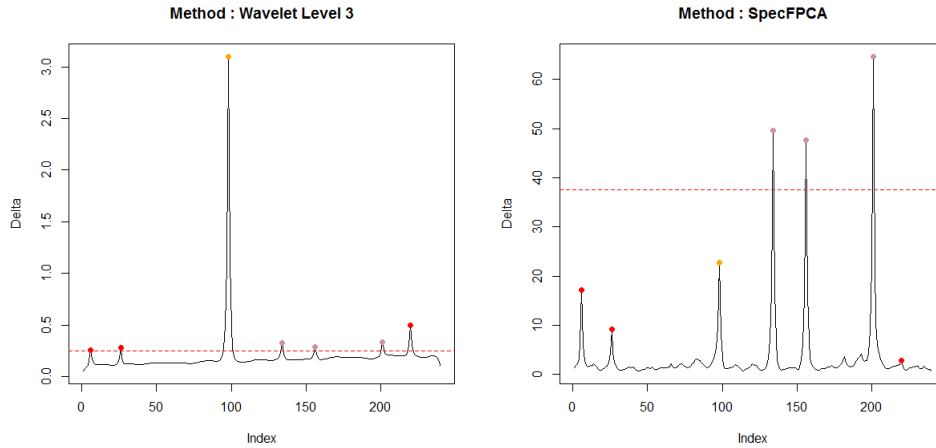 Method : Wavelet Level 3
Delta
0.0 0.5 1.0 1.5 2.0 2.5 3.0
0 50 100 150 200
Index
Method : SpecFPCA
Delta
0 10 20 30 40 50 60
0 50 100 150 200
Index